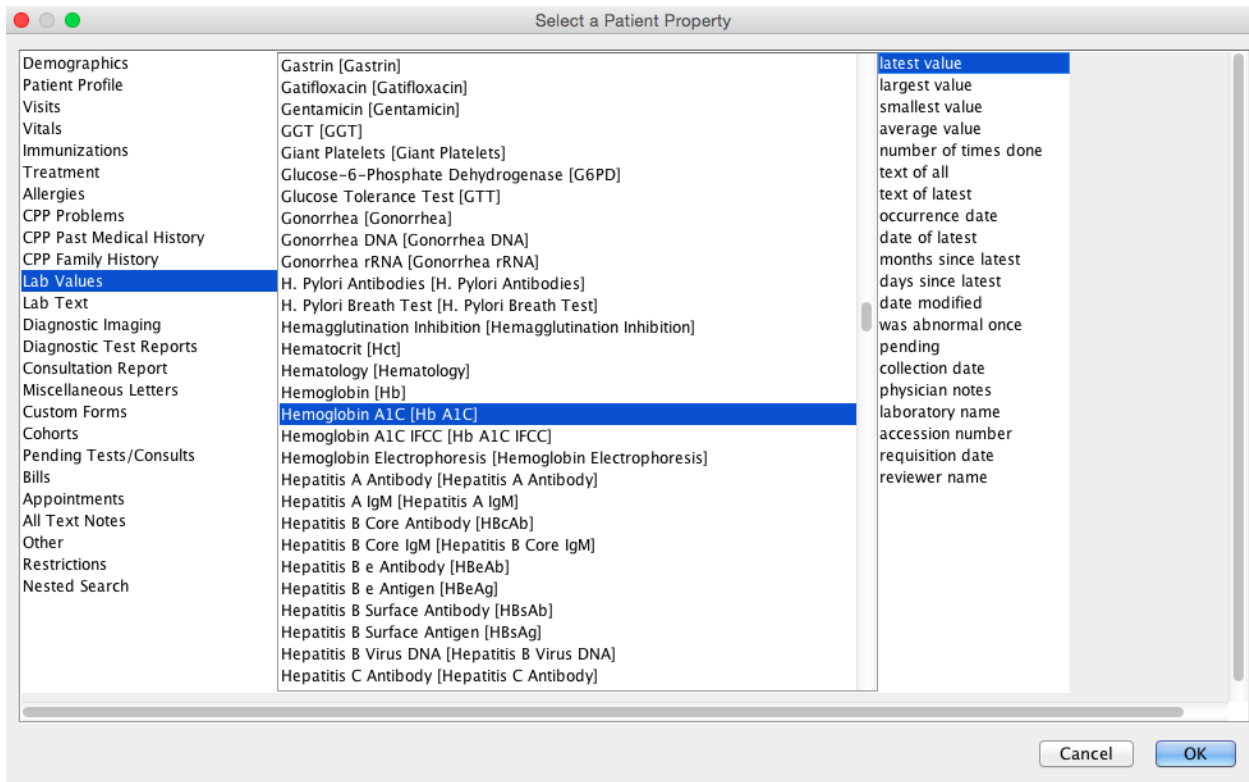 Select a Patient Property
Demographics
Patient Profile
Visits
Vitals
Immunizations
Treatment
Allergies
CPP Problems
CPP Past Medical History
CPP Family History
Lab Values
Lab Text
Diagnostic Imaging
Diagnostic Test Reports
Consultation Report
Miscellaneous Letters
Custom Forms
Cohorts
Pending Tests/Consults
Bills
Appointments
All Text Notes
Other
Restrictions
Nested Search
Gastrin [Gastrin]
Gatifloxacin [Gatifloxacin]
Gentamicin [Gentamicin]
GGT [GGT]
Giant Platelets [Giant Platelets]
Glucose-6-Phosphate Dehydrogenase [G6PD]
Glucose Tolerance Test [GTT]
Gonorrhea [Gonorrhea]
Gonorrhea DNA [Gonorrhea DNA]
Gonorrhea rRNA [Gonorrhea rRNA]
H. Pylori Antibodies [H. Pylori Antibodies]
H. Pylori Breath Test [H. Pylori Breath Test]
Hemagglutination Inhibition [Hemagglutination Inhibition]
Hematocrit [Hct]
Hematology [Hematology]
Hemoglobin [Hb]
Hemoglobin A1C [Hb A1C]
Hemoglobin A1C IFCC [Hb A1C IFCC]
Hemoglobin Electrophoresis [Hemoglobin Electrophoresis]
Hepatitis A Antibody [Hepatitis A Antibody]
Hepatitis A IgM [Hepatitis A IgM]
Hepatitis B Core Antibody [HBcAb]
Hepatitis B Core IgM [Hepatitis B Core IgM]
Hepatitis B e Antibody [HBeAb]
Hepatitis B e Antigen [HBeAg]
Hepatitis B Surface Antibody [HBsAb]
Hepatitis B Surface Antigen [HBsAg]
Hepatitis B Virus DNA [Hepatitis B Virus DNA]
Hepatitis C Antibody [Hepatitis C Antibody]
latest value
largest value
smallest value
average value
number of times done
text of all
text of latest
occurrence date
date of latest
months since latest
days since latest
date modified
was abnormal once
pending
collection date
physician notes
laboratory name
accession number
requisition date
reviewer name
Cancel
OK